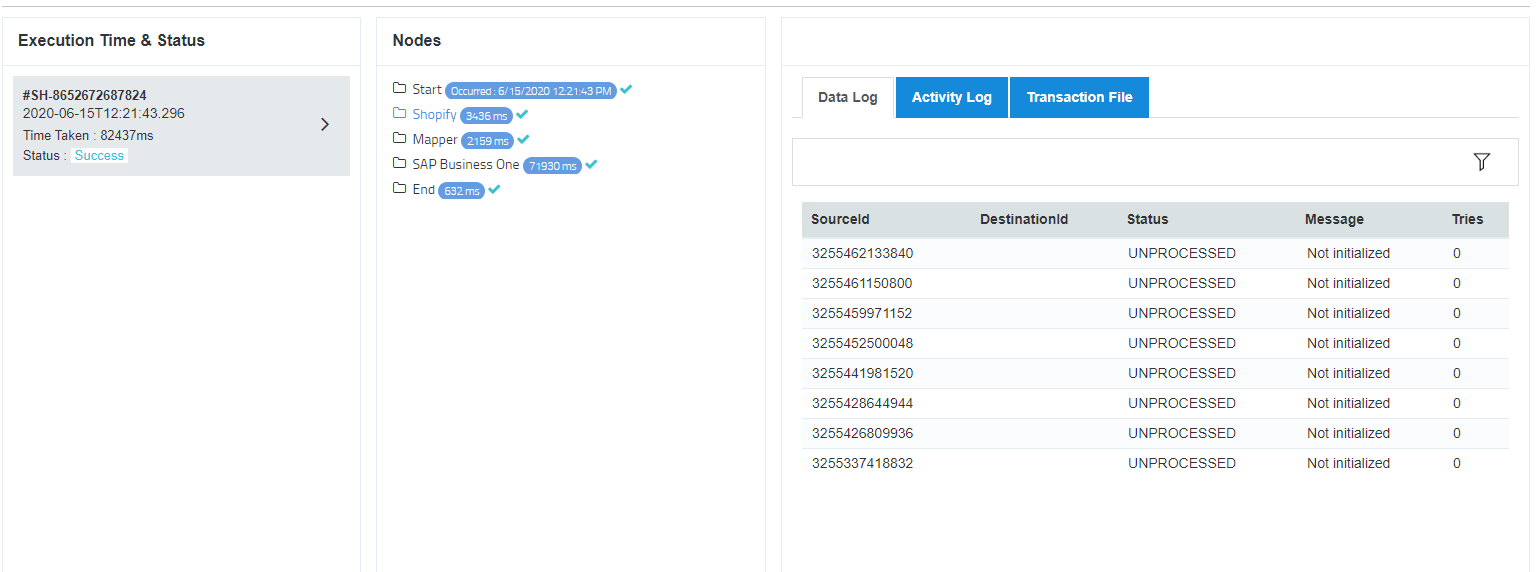 Execution Time & Status
#SH-8652672687824
2020-06-15T12:21:43.296
Time Taken : 82437ms
Status : Success
Nodes
Start Occurred : 6/15/2020 12:21:43 PM
Shopify 3436 ms
Mapper 2159 ms
SAP Business One 71930 ms
End 632 ms
Data Log Activity Log Transaction File
SourceId DestinationId Status Message Tries
3255462133840 UNPROCESSED Not initialized 0
3255461150800 UNPROCESSED Not initialized 0
3255459971152 UNPROCESSED Not initialized 0
3255452500048 UNPROCESSED Not initialized 0
3255441981520 UNPROCESSED Not initialized 0
3255428644944 UNPROCESSED Not initialized 0
3255426809936 UNPROCESSED Not initialized 0
3255337418832 UNPROCESSED Not initialized 0